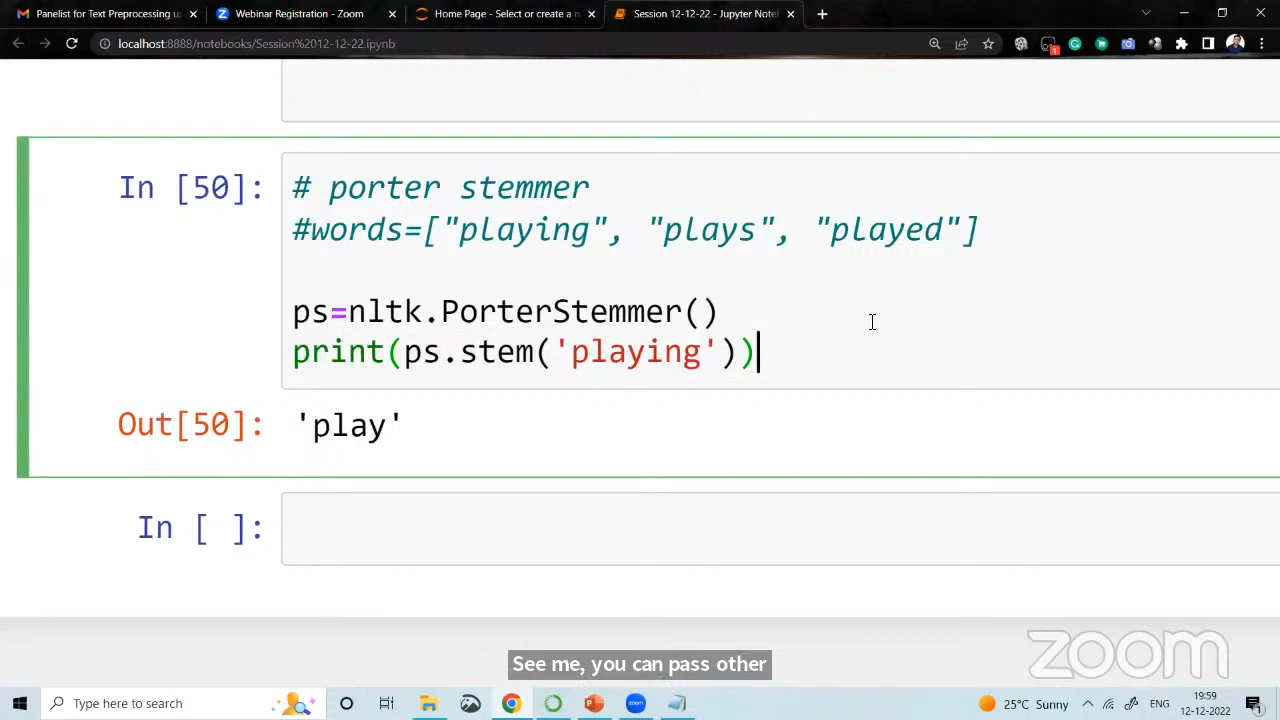 Panelist for Text Preprocessing u
Webinar Registration - Zoom
Home Page - Select or create a n
Session 12-12-22 - Jupyter Note
localhost:8888/notebooks/Session%2012-12-22.ipynb
1
In [50]:
# porter stemmer
#words=["playing", "plays", "played"]
ps=nltk.PorterStemmer()
print(ps.stem('playing'))
Out[50]:
'play'
In [ ]:
zoom
See me, you can pass other
Type here to search
zoom
25°C Sunny
ENG
19:59
12-12-2022
1